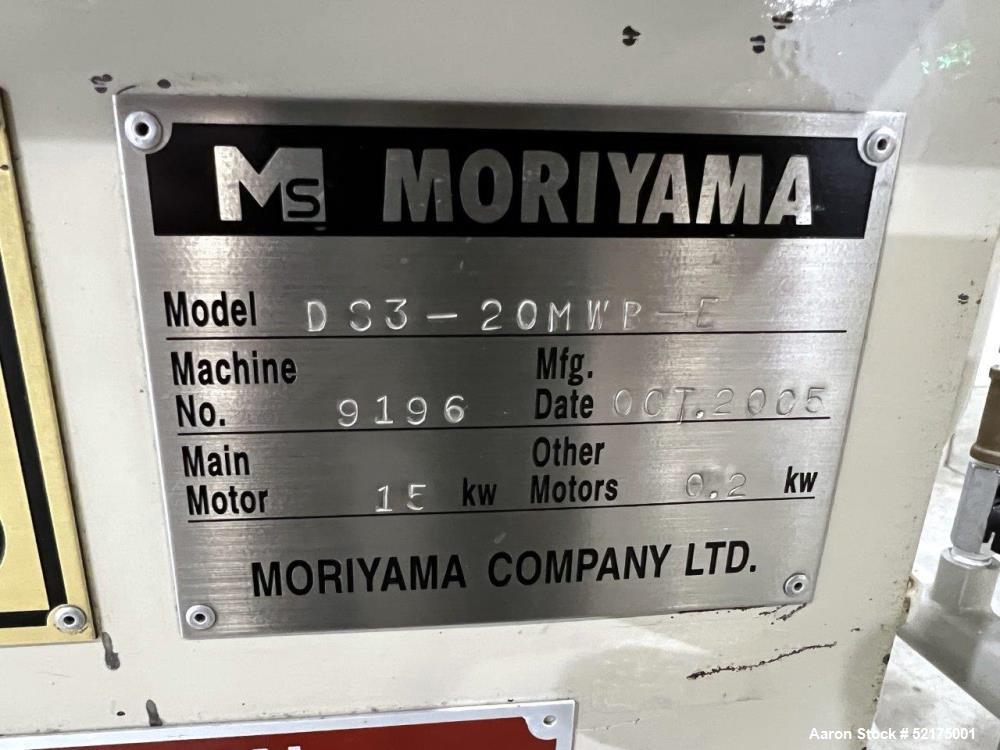 Ms MORIYAMA
Model DS3-20MWB-E
Machine No. 9196
Mfg. Date OCT.2005
Main Motor 15 kw
Other Motors 0.2 kw
MORIYAMA COMPANY LTD.
Aaron Stock # 52175001